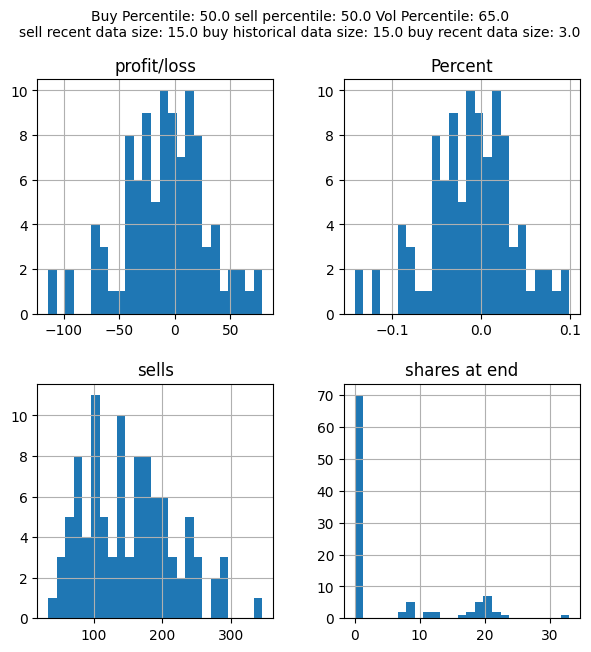 Buy Percentile: 50.0 sell percentile: 50.0 Vol Percentile: 65.0
sell recent data size: 15.0 buy historical data size: 15.0 buy recent data size: 3.0
profit/loss
10
8
6
4
2
0
−100 −50 0 50
Percent
10
8
6
4
2
0
−0.1 0.0 0.1
sells
10
8
6
4
2
0
100 200 300
shares at end
70
60
50
40
30
20
10
0
0 10 20 30